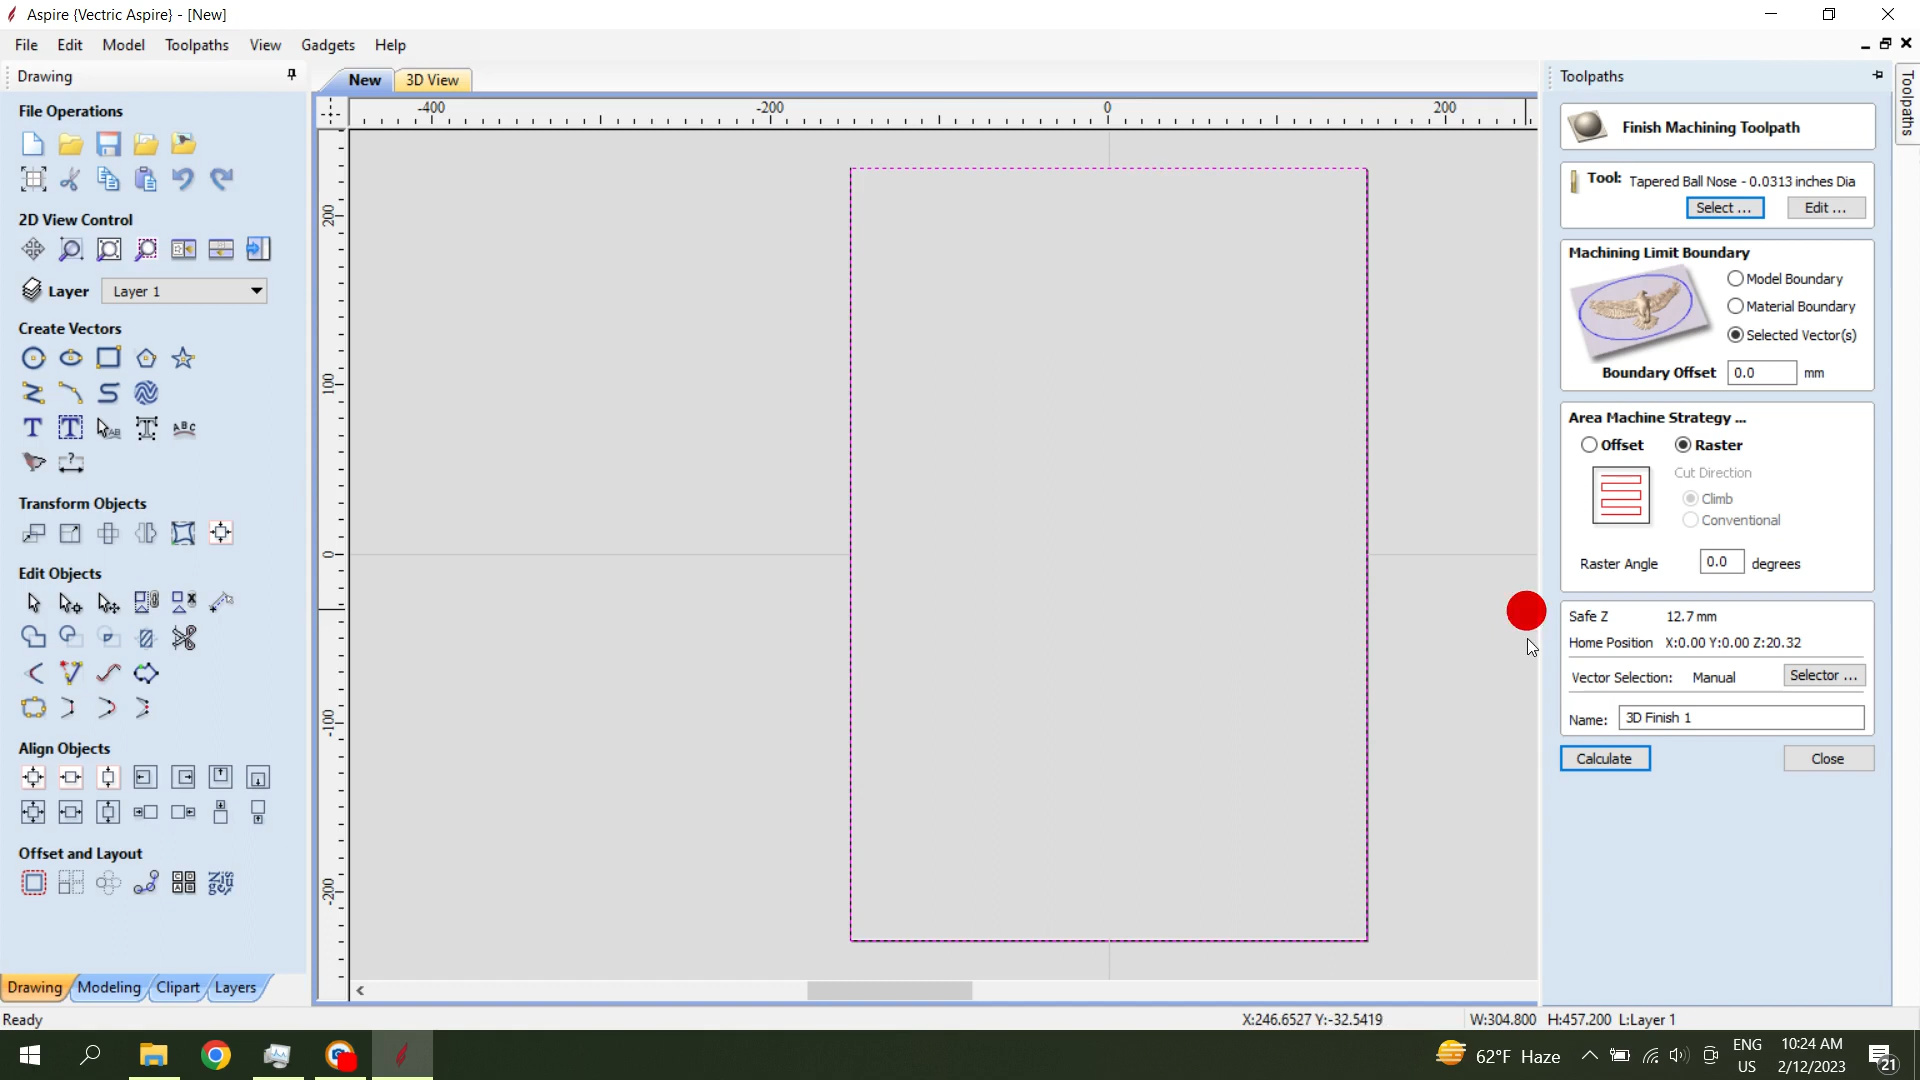 Aspire {Vectric Aspire} - [New]
File Edit Model Toolpaths View Gadgets Help
Drawing
File Operations
2D View Control
Layer Layer 1
Create Vectors
Transform Objects
Edit Objects
Align Objects
Offset and Layout
Drawing Modeling Clipart Layers
Ready
New 3D View
-400 -200 0 200
200
100
0
-100
-200
X:246.6527 Y:-32.5419
W:304.800 H:457.200 L:Layer 1
Toolpaths
Toolpaths
Finish Machining Toolpath
Tool: Tapered Ball Nose - 0.0313 inches Dia
Select ... Edit ...
Machining Limit Boundary
Model Boundary
Material Boundary
Selected Vector(s)
Boundary Offset 0.0 mm
Area Machine Strategy ...
Offset Raster
Cut Direction
Climb
Conventional
Raster Angle 0.0 degrees
Safe Z 12.7 mm
Home Position X:0.00 Y:0.00 Z:20.32
Vector Selection: Manual Selector ...
Name: 3D Finish 1
Calculate Close
62°F Haze
ENG
US
10:24 AM
2/12/2023
21